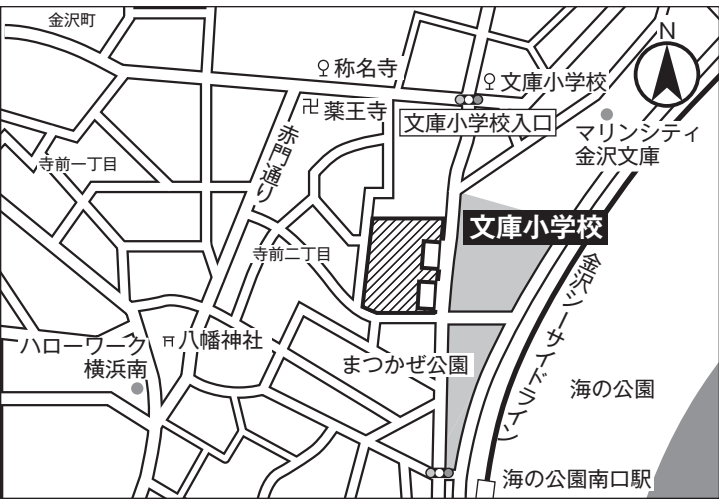 金沢町
N
称名寺
文庫小学校
薬王寺
文庫小学校入口
マリンシティ
金沢文庫
赤門通り
寺前一丁目
文庫小学校
寺前二丁目
金沢シーサイドライン
ハローワーク
横浜南
八幡神社
まつかぜ公園
海の公園
海の公園南口駅